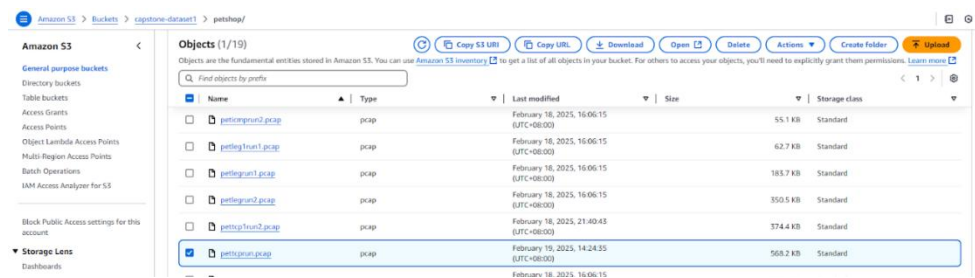 Amazon S3 > Buckets > capstone-dataset1 > petshop/
Amazon S3
General purpose buckets
Directory buckets
Table buckets
Access Grants
Access Points
Object Lambda Access Points
Multi-Region Access Points
Batch Operations
IAM Access Analyzer for S3
Block Public Access settings for this
account
Storage Lens
Dashboards
Objects (1/19)
Copy S3 URI Copy URL Download Open Delete Actions Create folder Upload
Objects are the fundamental entities stored in Amazon S3. You can use Amazon S3 inventory to get a list of all objects in your bucket. For others to access your objects, you'll need to explicitly grant them permissions. Learn more
Find objects by prefix
1
Name Type Last modified Size Storage class
peticmprun2.pcap pcap February 18, 2025, 16:06:15 (UTC+08:00) 55.1 KB Standard
petleg1run1.pcap pcap February 18, 2025, 16:06:15 (UTC+08:00) 62.7 KB Standard
petlegrun1.pcap pcap February 18, 2025, 16:06:15 (UTC+08:00) 183.7 KB Standard
petlegrun2.pcap pcap February 18, 2025, 16:06:15 (UTC+08:00) 350.5 KB Standard
pettcp1run2.pcap pcap February 18, 2025, 21:40:43 (UTC+08:00) 374.4 KB Standard
pettcprun.pcap pcap February 19, 2025, 14:24:35 (UTC+08:00) 568.2 KB Standard
February 18, 2025, 16:06:15